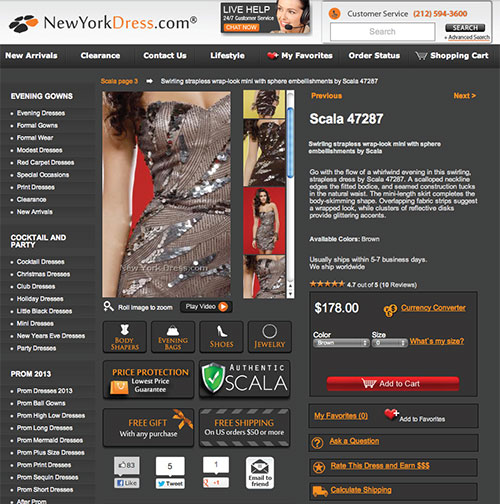 NewYorkDress.com®
LIVE HELP
24/7 Customer Service
CHAT NOW
Customer Service (212) 594-3600
Search
SEARCH
+ Advanced Search
New Arrivals
Clearance
Contact Us
Lifestyle
My Favorites
Order Status
Shopping Cart
Scala page 3
Swirling strapless wrap-look mini with sphere embellishments by Scala 47287
EVENING GOWNS
Evening Dresses
Formal Gowns
Formal Wear
Modest Dresses
Red Carpet Dresses
Special Occasions
Print Dresses
Clearance
New Arrivals
COCKTAIL AND
PARTY
Cocktail Dresses
Christmas Dresses
Club Dresses
Holiday Dresses
Little Black Dresses
Mini Dresses
New Years Eve Dresses
Party Dresses
PROM 2013
Prom Dresses 2013
Prom Ball Gowns
Prom High Low Dresses
Prom Long Dresses
Prom Mermaid Dresses
Prom Plus Size Dresses
Prom Print Dresses
Prom Sequin Dresses
Prom Short Dresses
After Prom
New York Dress.com
Roll image to zoom
Play Video
BODY
SHAPERS
EVENING
BAGS
SHOES
JEWELRY
PRICE PROTECTION
Lowest Price
Guarantee
AUTHENTIC
SCALA
FREE GIFT
With any purchase
FREE SHIPPING
On US orders $50 or more
83
Like
5
Tweet
1
+1
Email to
friend
Previous
Next >
Scala 47287
Swirling strapless wrap-look mini with sphere
embellishments by Scala
Go with the flow of a whirlwind evening in this swirling,
strapless dress by Scala 47287. A scalloped neckline
edges the fitted bodice, and seamed construction tucks
in the natural waist. The mini-length skirt completes the
body-skimming shape. Overlapping fabric strips suggest
a wrapped look, while clusters of reflective disks
provide glittering accents.
Available Colors: Brown
Usually ships within 5-7 business days.
We ship worldwide
4.7 out of 5 (10 Reviews)
$178.00
Currency Converter
Color
Size
Brown
0
What's my size?
Add to Cart
My Favorites (0)
Add to Favorites
Ask a Question
Rate This Dress and Earn $$$
Calculate Shipping